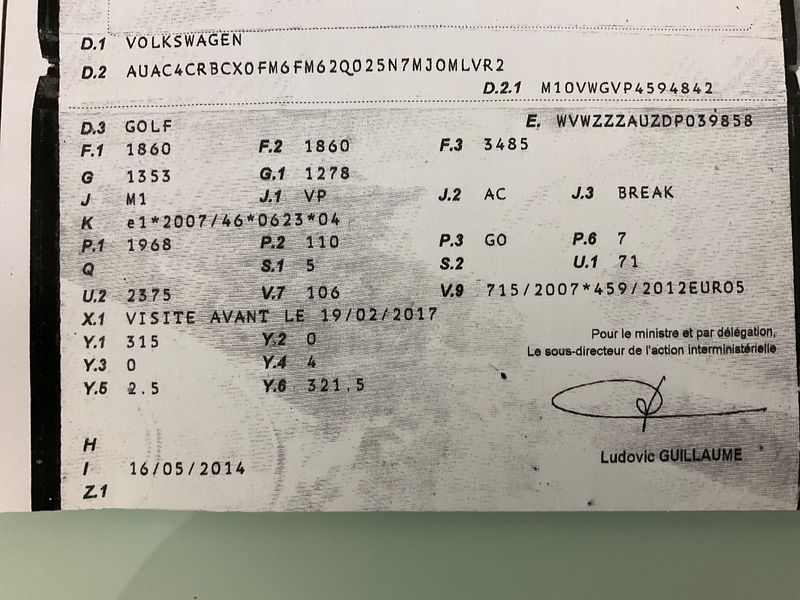 D.1 VOLKSWAGEN
D.2 AUAC4CRBCX0FM6FM62Q025N7MJOMLVR2
D.2.1 M10VWGVP4594842
D.3 GOLF E. WVWZZZAUZDP039858
F.1 1860 F.2 1860 F.3 3485
G 1353 G.1 1278
J M1 J.1 VP J.2 AC J.3 BREAK
K e1*2007/46*0623*04
P.1 1968 P.2 110 P.3 GO P.6 7
Q S.1 5 S.2 U.1 71
U.2 2375 V.7 106 V.9 715/2007*459/2012EURO5
X.1 VISITE AVANT LE 19/02/2017
Y.1 315 Y.2 0
Y.3 0 Y.4 4
Y.5 2.5 Y.6 321.5
Pour le ministre et par délégation,
Le sous-directeur de l'action interministérielle
Ludovic GUILLAUME
H
I 16/05/2014
Z.1